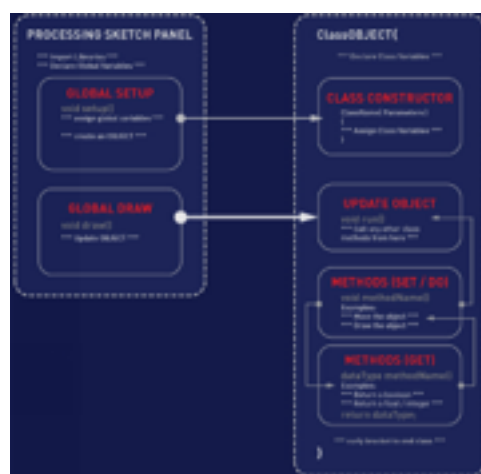 PROCESSING SKETCH PANEL
*** Import Libraries ***
*** Declare Global Variables ***
GLOBAL SETUP
void setup()
*** assign global variables ***
*** create an OBJECT ***
GLOBAL DRAW
void draw()
*** Update OBJECT ***
ClassOBJECT{
*** Declare Class Variables ***
CLASS CONSTRUCTOR
ClassName( Parameters)
{
*** Assign Class Variables ***
}
UPDATE OBJECT
void run()
*** Call any other class
methods from here ***
METHODS (SET / DO)
void methodName()
Examples:
*** Move the object ***
*** Draw the object ***
METHODS (GET)
dataType methodName()
Examples:
*** Return a boolean ***
*** Return a float / integer ***
return dataType;
*** curly bracket to end class ***
}